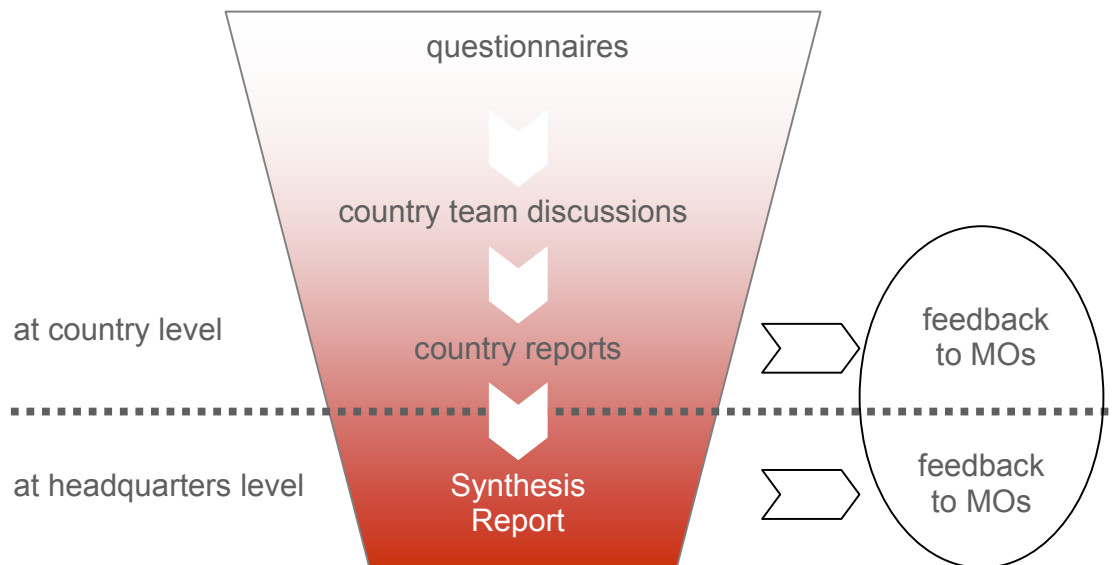 questionnaires
country team discussions
at country level
country reports
feedback
to MOs
at headquarters level
Synthesis
Report
feedback
to MOs